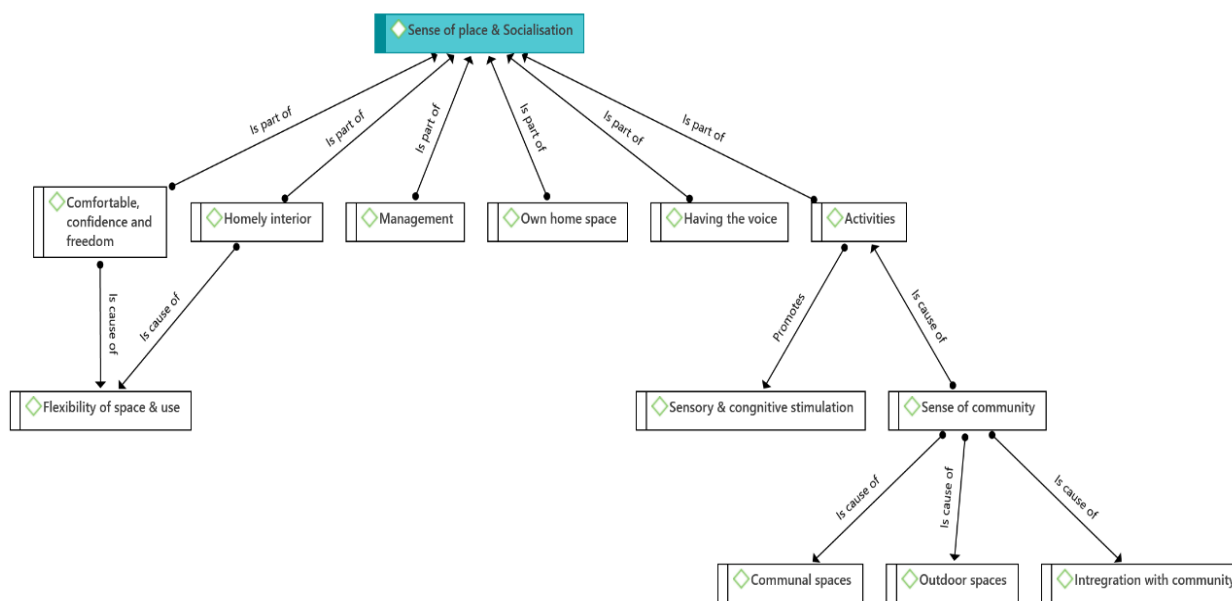 Sense of place & Socialisation
Is part of
Is part of
Is part of
Is part of
Is part of
Is part of
Comfortable,
confidence and
freedom
Homely interior
Management
Own home space
Having the voice
Activities
Is cause of
Is cause of
Promotes
Is cause of
Flexibility of space & use
Sensory & congnitive stimulation
Sense of community
Is cause of
Is cause of
Is cause of
Communal spaces
Outdoor spaces
Intregration with community